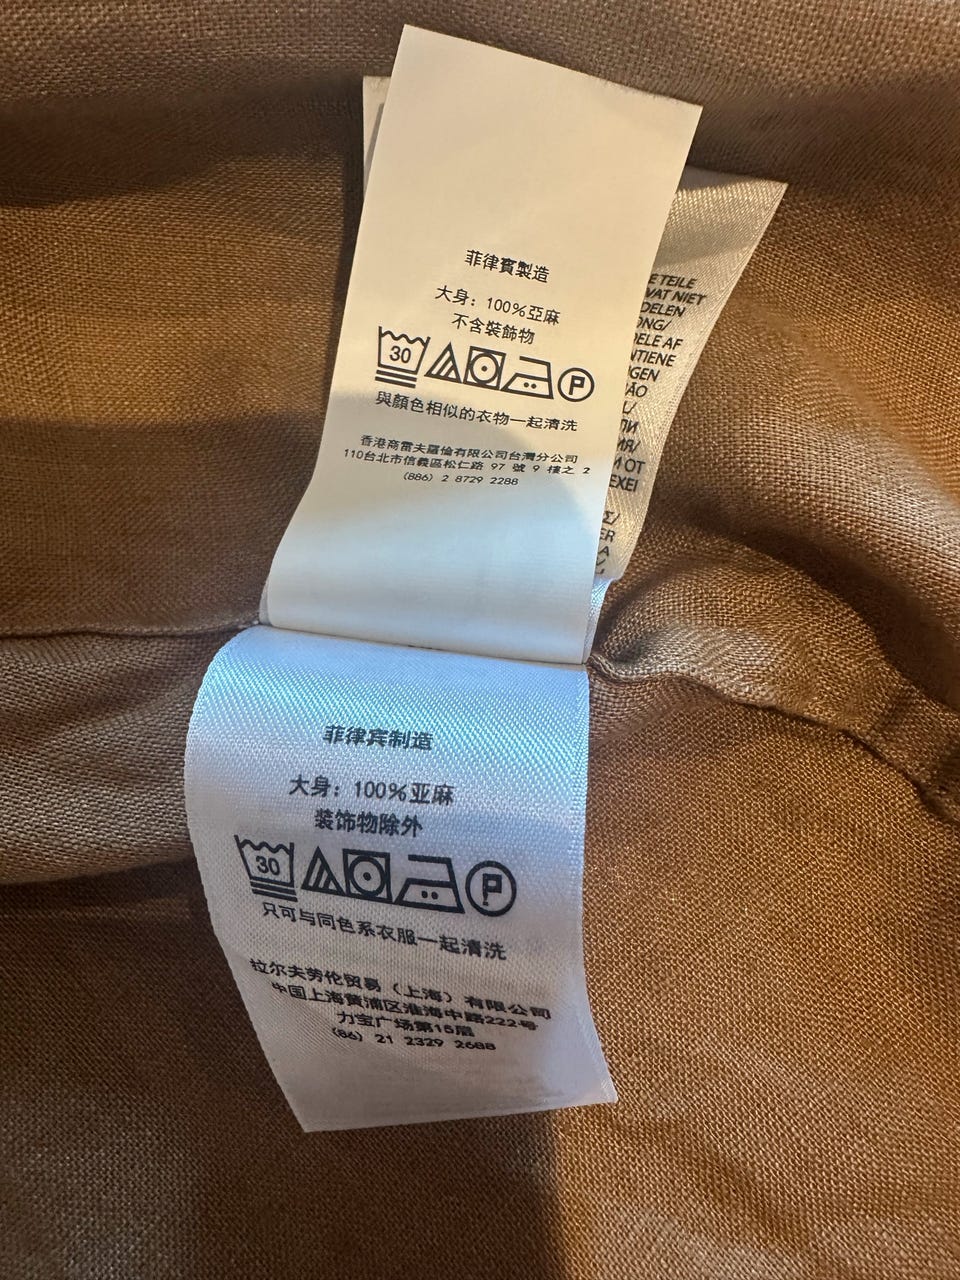 菲律賓製造
大身: 100%亞麻
不含裝飾物
30
P
與顏色相似的衣物一起清洗
香港商雷夫羅倫有限公司台灣分公司
110台北市信義區松仁路 97 號 9 樓之 2
(886) 2 8729 2288
TEILE
NIET
AF
OT
菲律宾制造
大身: 100%亚麻
装饰物除外
30
P
只可与同色系衣服一起清洗
拉尔夫劳伦贸易（上海）有限公司
中国上海黄浦区淮海中路222号
力宝广场第15层
(86) 21 2329 2688